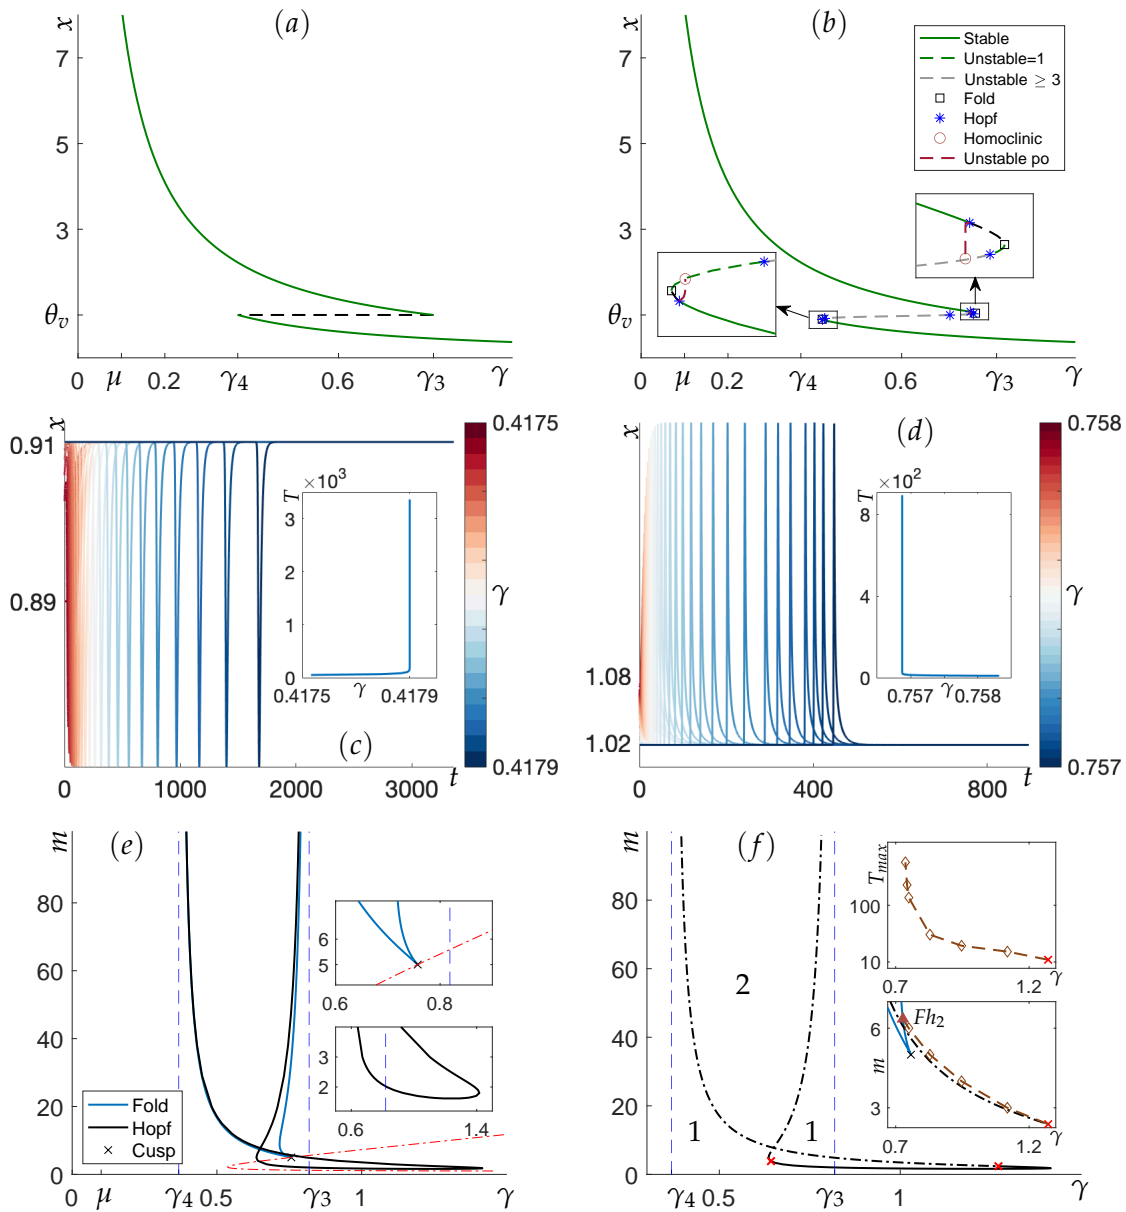 (a)
x
7
5
3
θv
0
μ
0.2
γ4
0.6
γ3
γ
(b)
x
7
5
3
θv
0
μ
0.2
γ4
0.6
γ3
γ
Stable
Unstable=1
Unstable ≥ 3
Fold
Hopf
Homoclinic
Unstable po
(c)
x
0.91
0.89
0
1000
2000
3000
t
0.4175
γ
0.4179
T
×10³
3
2
1
0
0.4175
γ
0.4179
(d)
x
1.08
1.02
0
400
800
t
0.758
γ
0.757
T
×10²
8
4
0
0.757
γ
0.758
(e)
m
80
60
40
20
0
0
μ
γ4
0.5
γ3
1
γ
Fold
Hopf
Cusp
6
5
0.6
0.8
3
2
0.6
1.4
(f)
m
80
60
40
20
0
γ4
0.5
γ3
1
γ
2
1
1
Tmax
100
10
0.7
1.2
γ
Fh2
6
m
3
0.7
1.2
γ